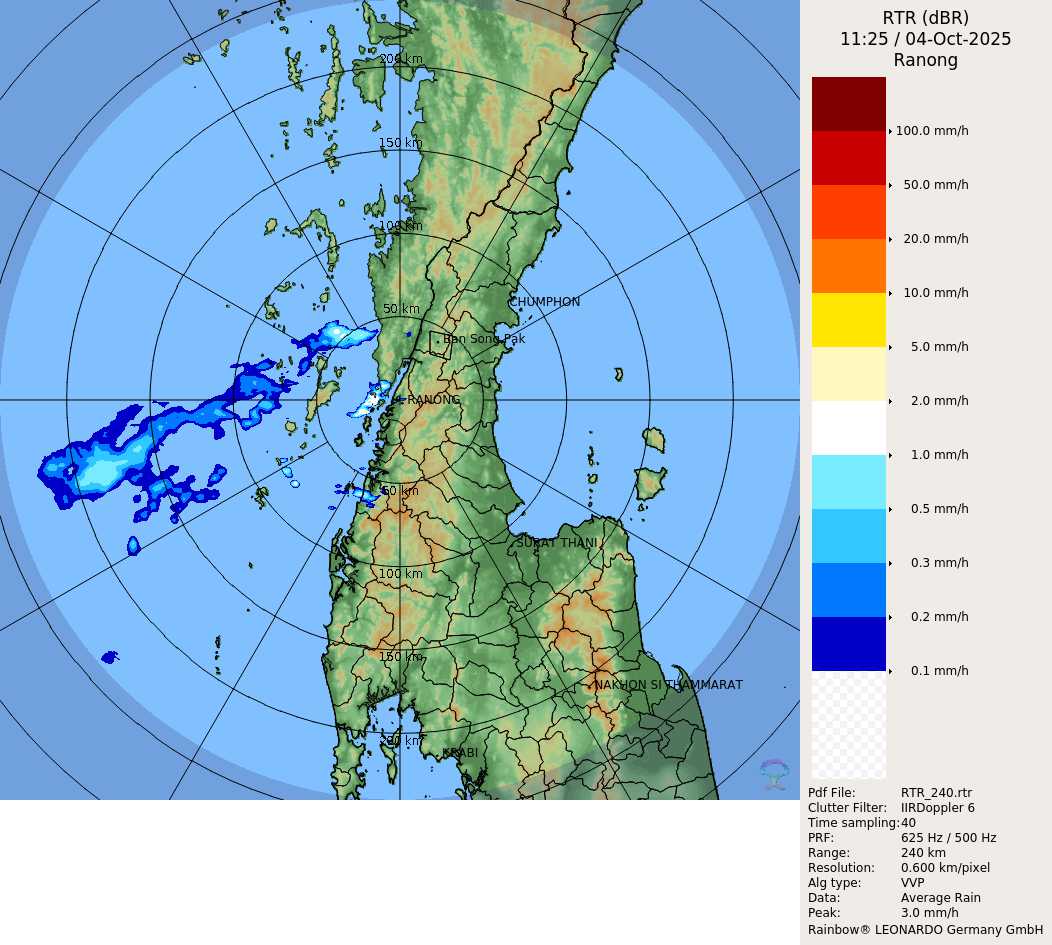 RTR (dBR)
11:25 / 04-Oct-2025
Ranong
200 km
150 km
100 km
50 km
CHUMPHON
Ban Song Pak
RANONG
50 km
SURAT THANI
100 km
150 km
NAKHON SI THAMMARAT
200 km
KRABI
100.0 mm/h
50.0 mm/h
20.0 mm/h
10.0 mm/h
5.0 mm/h
2.0 mm/h
1.0 mm/h
0.5 mm/h
0.3 mm/h
0.2 mm/h
0.1 mm/h
Pdf File: RTR_240.rtr
Clutter Filter: IIRDoppler 6
Time sampling:40
PRF: 625 Hz / 500 Hz
Range: 240 km
Resolution: 0.600 km/pixel
Alg type: VVP
Data: Average Rain
Peak: 3.0 mm/h
Rainbow® LEONARDO Germany GmbH